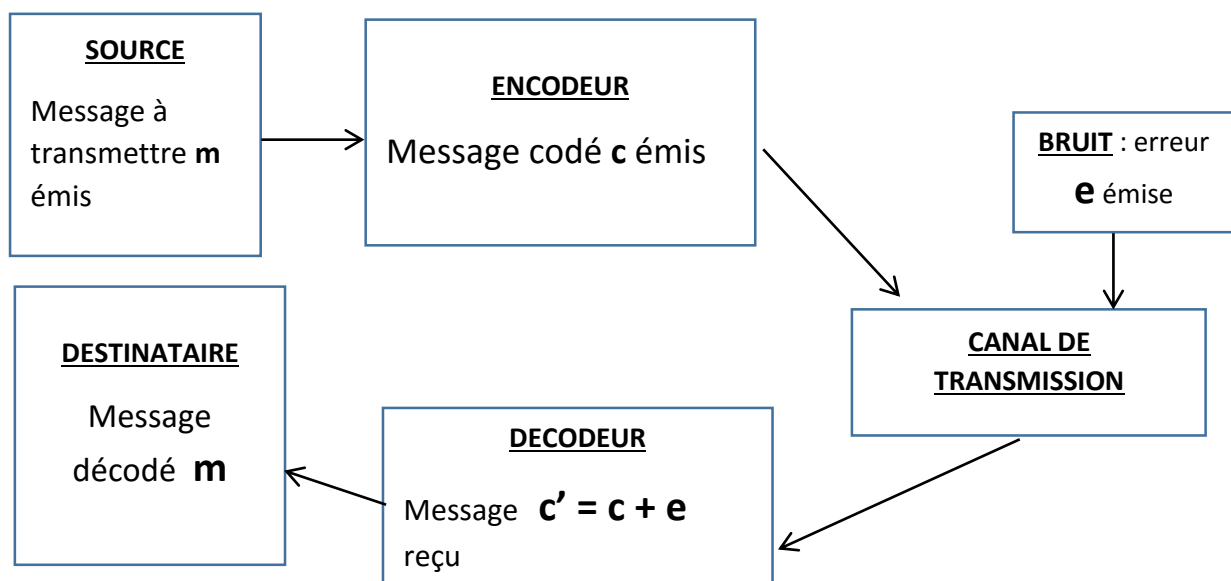 SOURCE
Message à
transmettre m
émis
ENCODEUR
Message codé c émis
BRUIT : erreur
e émise
CANAL DE
TRANSMISSION
DECODEUR
Message c’ = c + e
reçu
DESTINATAIRE
Message
décodé m